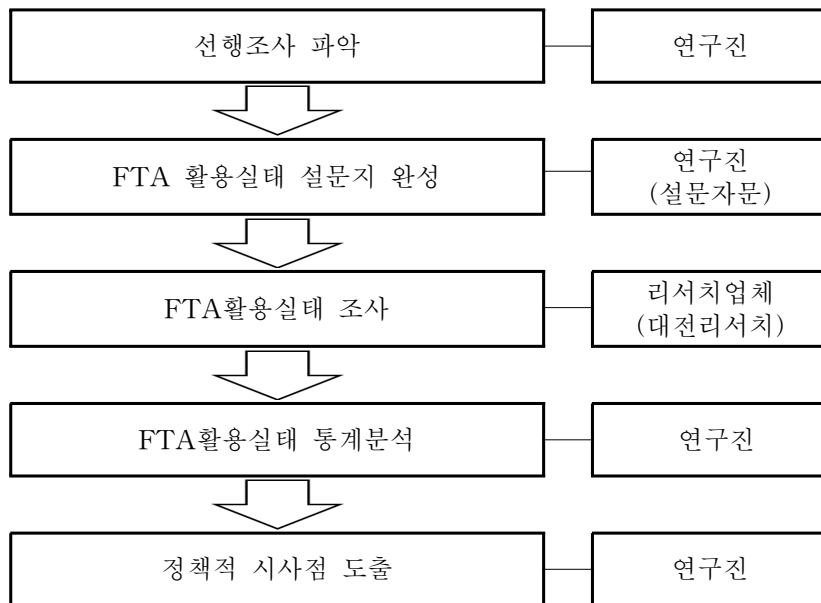 선행조사 파악
연구진
FTA 활용실태 설문지 완성
연구진
(설문자문)
FTA활용실태 조사
리서치업체
(대전리서치)
FTA활용실태 통계분석
연구진
정책적 시사점 도출
연구진